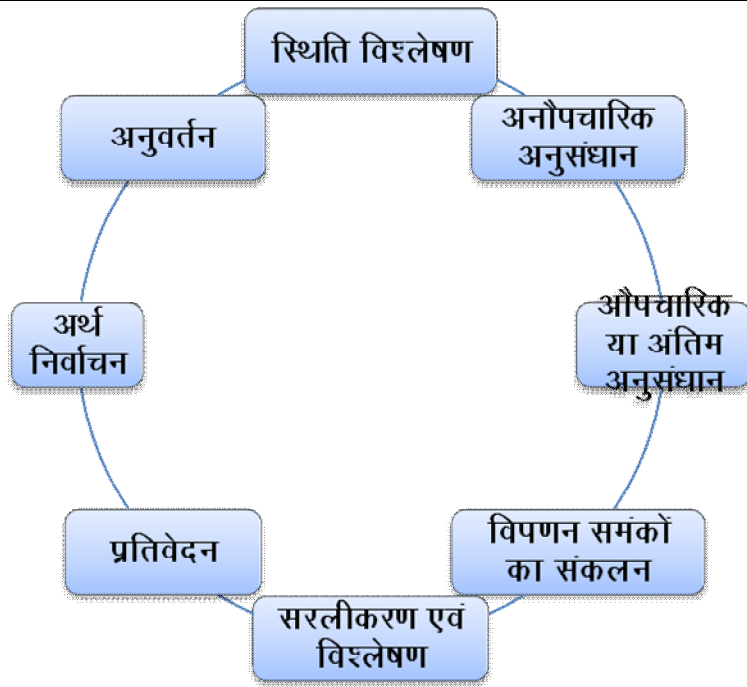 स्थिति विश्लेषण
अनौपचारिक
अनुसंधान
औपचारिक
या अंतिम
अनुसंधान
विपणन समंकों
का संकलन
सरलीकरण एवं
विश्लेषण
प्रतिवेदन
अर्थ
निर्वाचन
अनुवर्तन